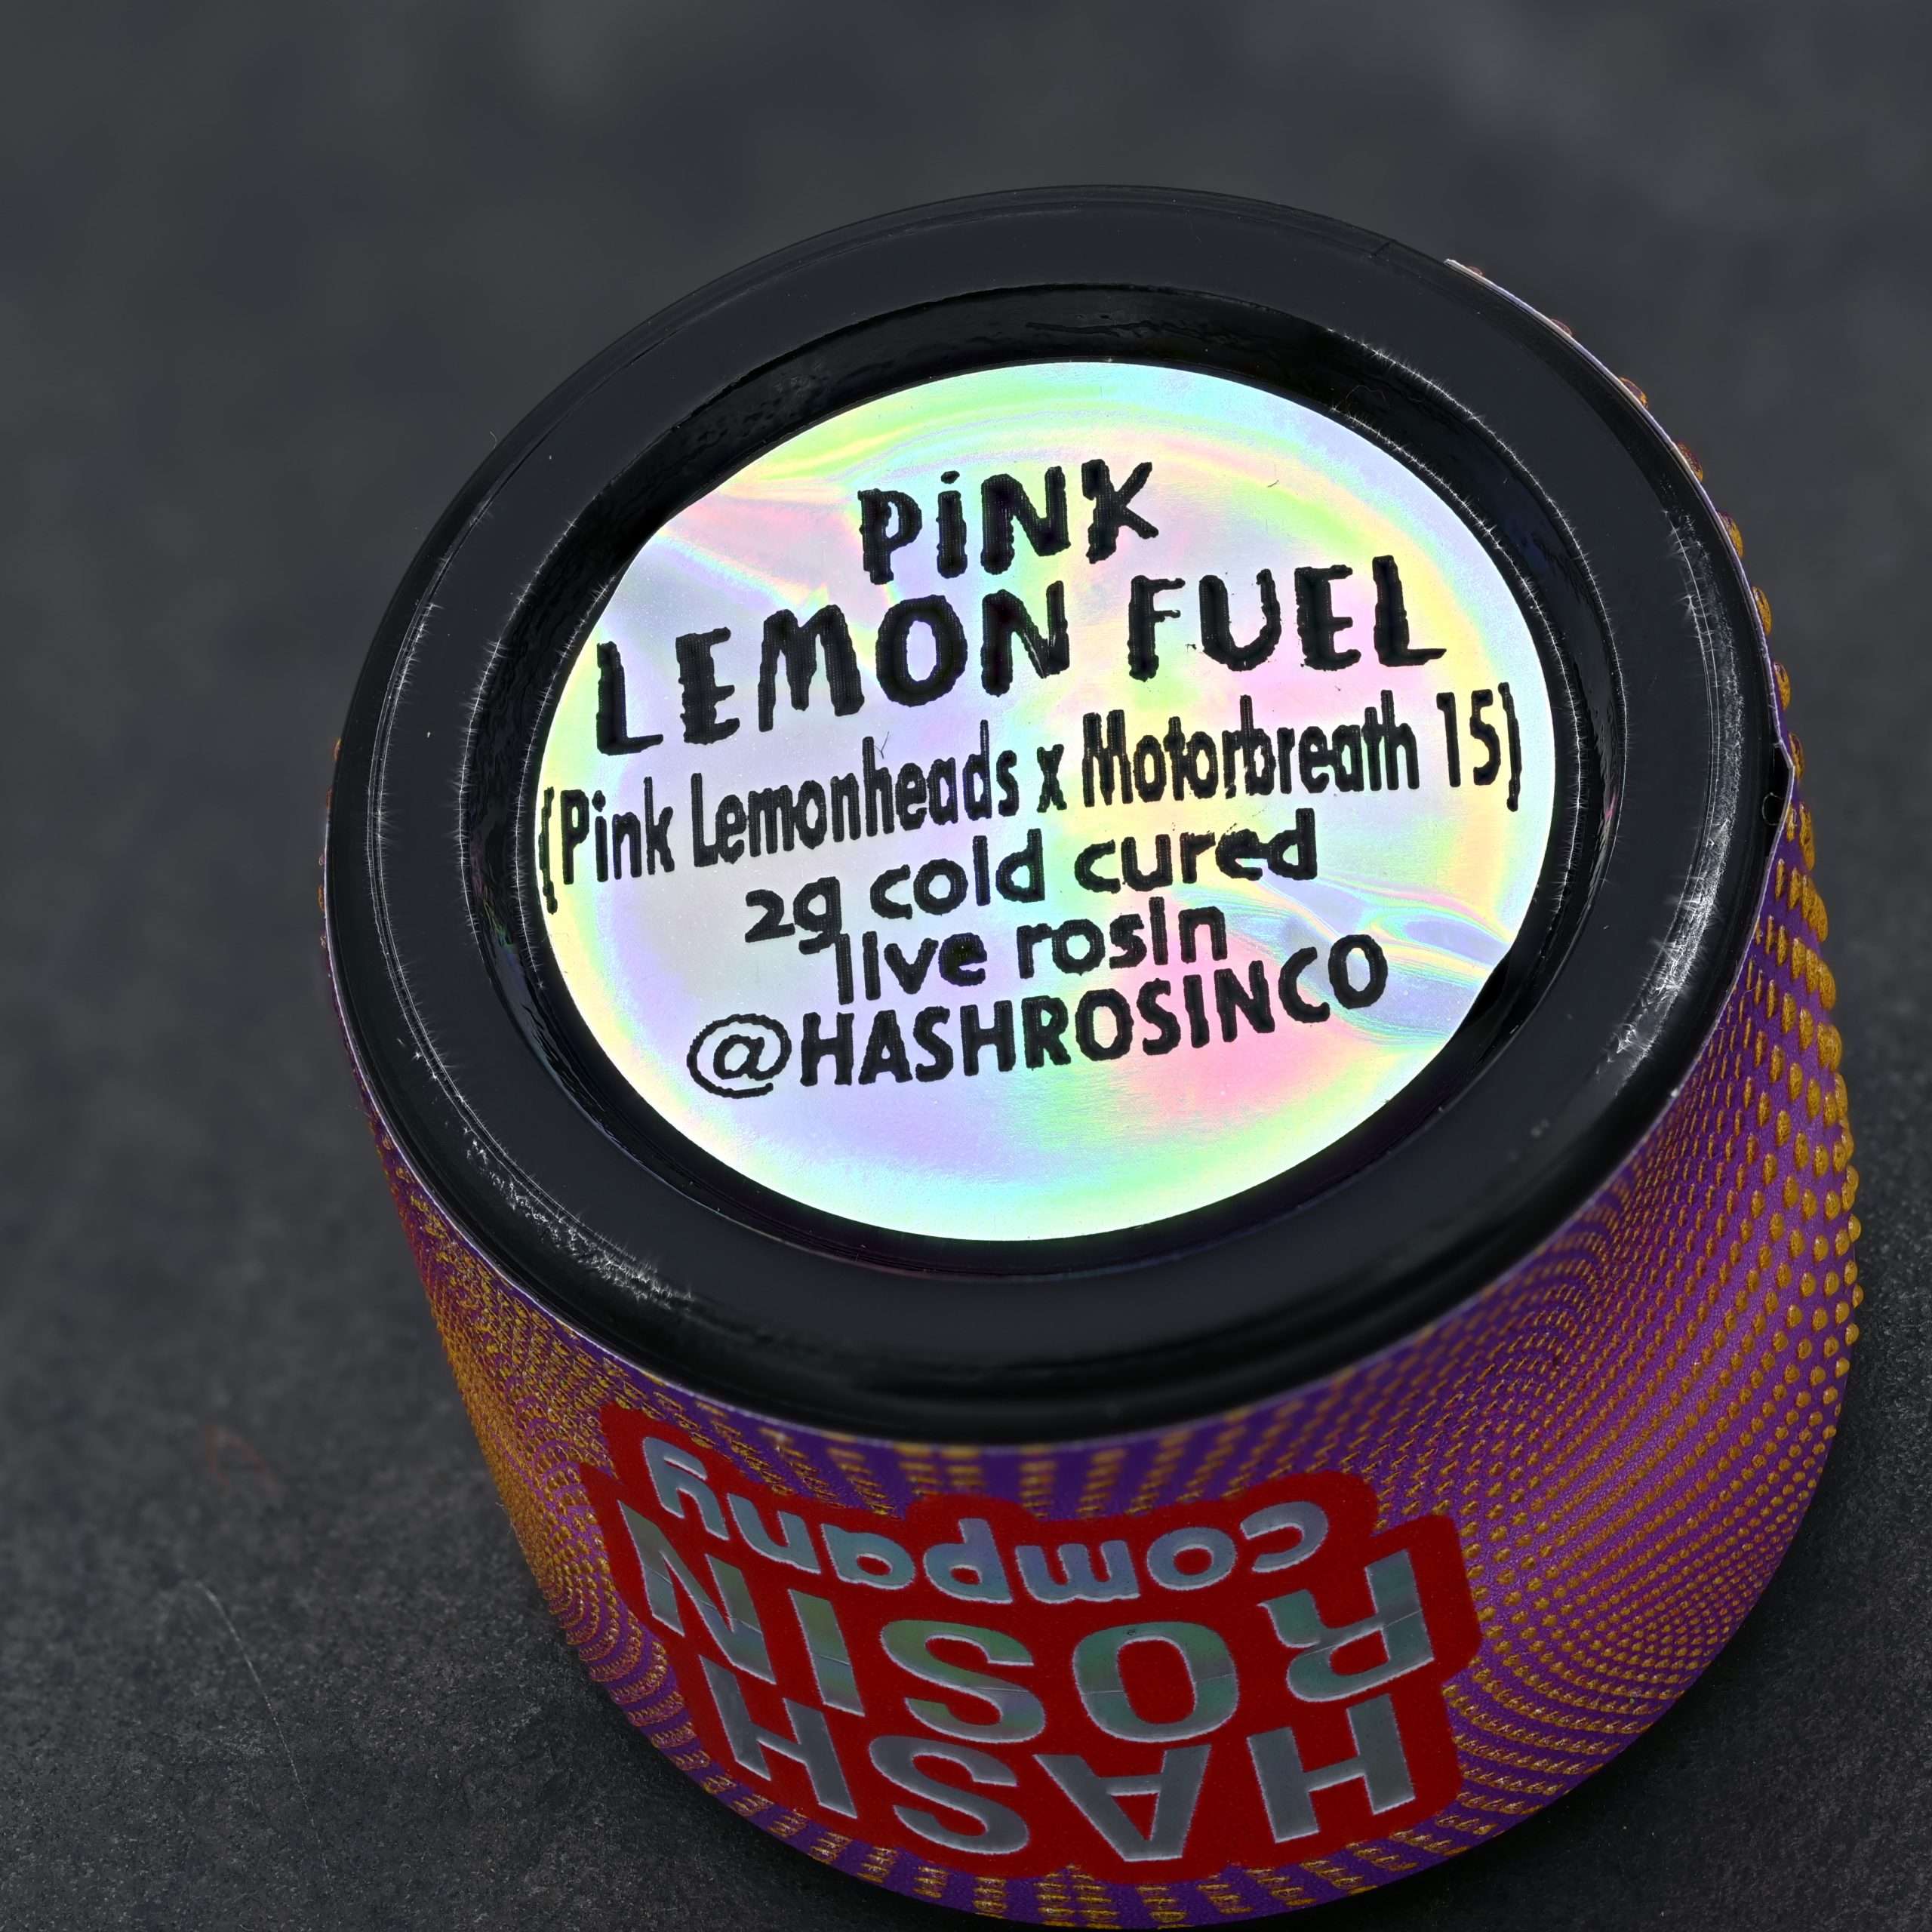 PiNK
LEMON FUEL
(Pink Lemonheads x Motorbreath 15)
2g cold cured
live rosin
@HASHROSINCO
HASH
ROSIN
company